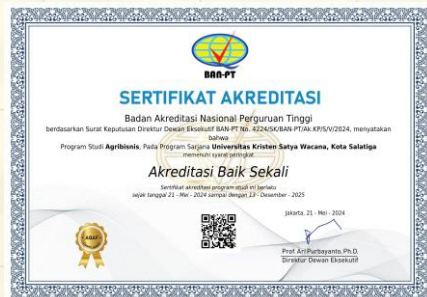 BAN-PT
SERTIFIKAT AKREDITASI
Badan Akreditasi Nasional Perguruan Tinggi
berdasarkan Surat Keputusan Direktur Dewan Eksekutif BAN-PT No. 4224/SK/BAN-PT/Ak.KP/S/V/2024, menyatakan
bahwa
Program Studi Agribisnis, Pada Program Sarjana Universitas Kristen Satya Wacana, Kota Salatiga
memenuhi syarat peringkat
Akreditasi Baik Sekali
Sertifikat akreditasi program studi ini berlaku
sejak tanggal 21 - Mei - 2024 sampai dengan 13 - Desember - 2025
Jakarta, 21 - Mei - 2024
Prof. Ari Purbayanto, Ph.D.
Direktur Dewan Eksekutif